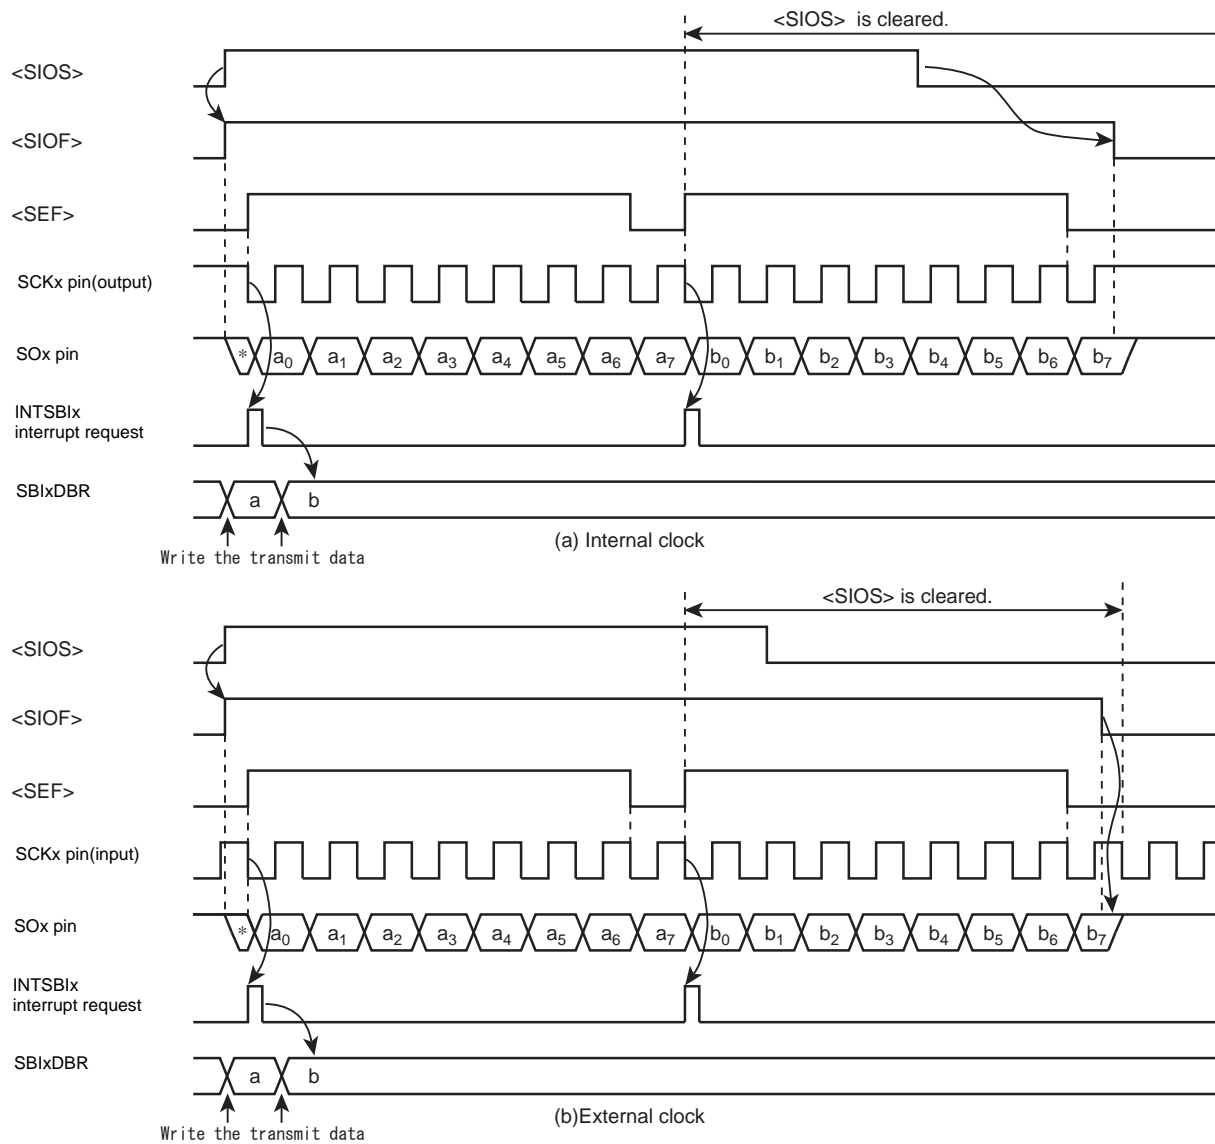 <SIOS> is cleared.
<SIOS>
<SIOF>
<SEF>
SCKx pin(output)
SOx pin
* a0 a1 a2 a3 a4 a5 a6 a7 b0 b1 b2 b3 b4 b5 b6 b7
INTSBIx
interrupt request
SBIxDBR
a b
(a) Internal clock
Write the transmit data
<SIOS> is cleared.
<SIOS>
<SIOF>
<SEF>
SCKx pin(input)
SOx pin
* a0 a1 a2 a3 a4 a5 a6 a7 b0 b1 b2 b3 b4 b5 b6 b7
INTSBIx
interrupt request
SBIxDBR
a b
(b)External clock
Write the transmit data